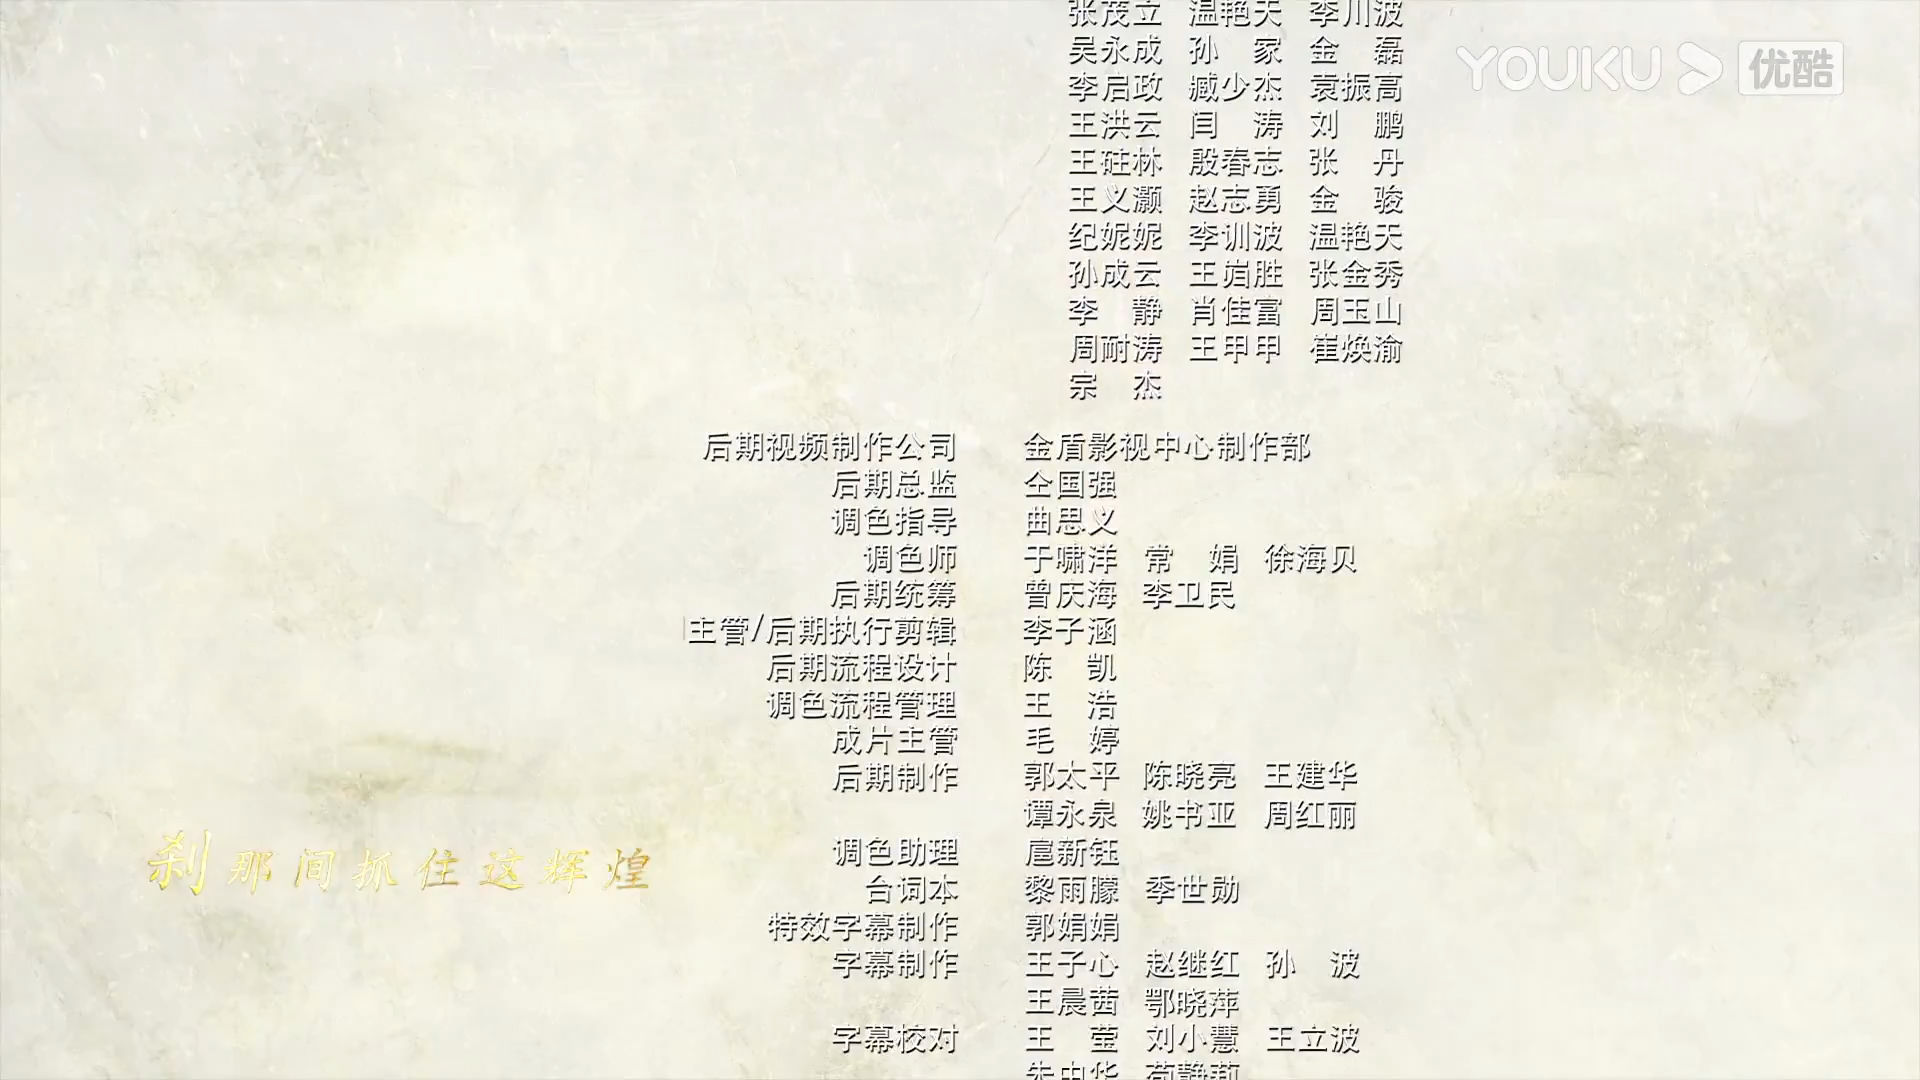 张茂立 温艳天 李川波
吴永成 孙 家 金 磊
YOUKU 优酷
李启政 臧少杰 袁振高
王洪云 闫 涛 刘 鹏
王砫林 殷春志 张 丹
王义灏 赵志勇 金 骏
纪妮妮 李训波 温艳天
孙成云 王岿胜 张金秀
李 静 肖佳富 周玉山
周耐涛 王甲甲 崔焕渝
宗 杰
后期视频制作公司 金盾影视中心制作部
后期总监 全国强
调色指导 曲思义
调色师 于啸洋 常 娟 徐海贝
后期统筹 曾庆海 李卫民
主管/后期执行剪辑 李子涵
后期流程设计 陈 凯
调色流程管理 王 浩
成片主管 毛 婷
后期制作 郭太平 陈晓亮 王建华
谭永泉 姚书亚 周红丽
调色助理 扈新钰
台词本 黎雨朦 季世勋
刹那间抓住这辉煌
特效字幕制作 郭娟娟
字幕制作 王子心 赵继红 孙 波
王晨茜 鄂晓萍
字幕校对 王 莹 刘小慧 王立波